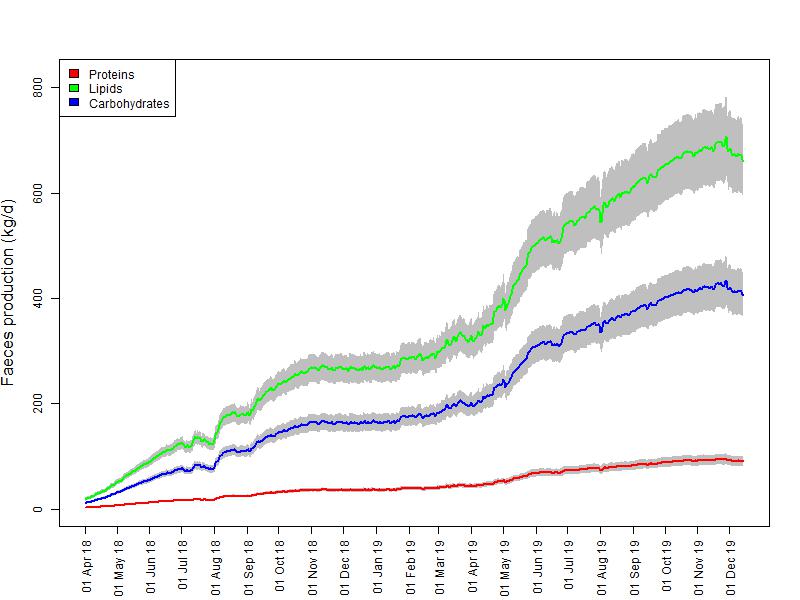 Proteins
Lipids
Carbohydrates
Faeces production (kg/d)
800
600
400
200
0
01 Apr 18
01 May 18
01 Jun 18
01 Jul 18
01 Aug 18
01 Sep 18
01 Oct 18
01 Nov 18
01 Dec 18
01 Jan 19
01 Feb 19
01 Mar 19
01 Apr 19
01 May 19
01 Jun 19
01 Jul 19
01 Aug 19
01 Sep 19
01 Oct 19
01 Nov 19
01 Dec 19